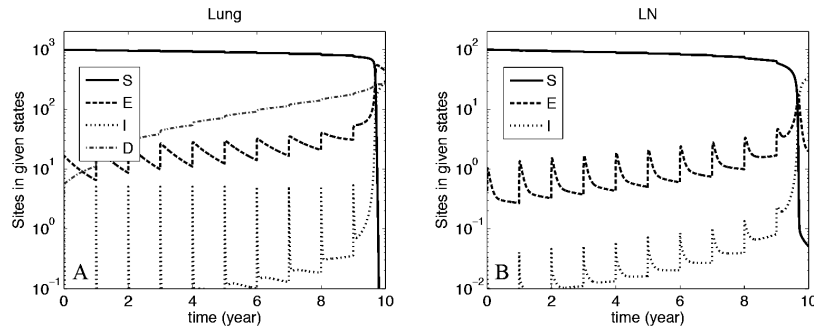 Lung
Sites in given states
10³
10²
10¹
10⁰
10⁻¹
S
E
I
D
A
0 2 4 6 8 10
time (year)
LN
Sites in given states
10²
10¹
10⁰
10⁻¹
10⁻²
S
E
I
B
0 2 4 6 8 10
time (year)